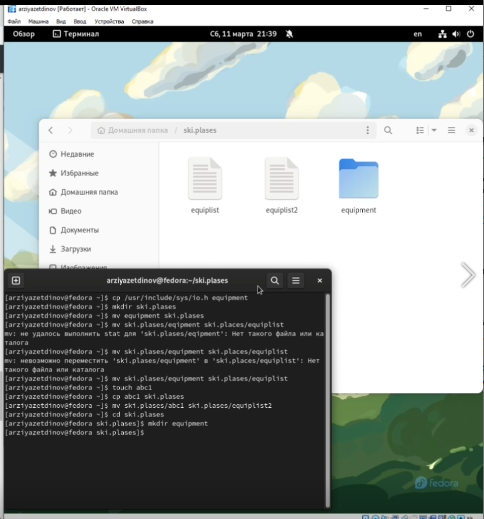 arziyazetdinov [Работает] - Oracle VM VirtualBox
Файл Машина Вид Ввод Устройства Справка
Обзор Терминал Сб, 11 марта 21:39 en
Домашняя папка / ski.plases
Недавние
Избранные
Домашняя папка
Видео
Документы
Загрузки
Изображения
equiplist equiplist2 equipment
arziyazetdinov@fedora:~/ski.plases
[arziyazetdinov@fedora ~]$ cp /usr/include/sys/io.h equipment
[arziyazetdinov@fedora ~]$ mkdir ski.plases
[arziyazetdinov@fedora ~]$ mv equipment ski.plases
[arziyazetdinov@fedora ~]$ mv ski.plases/eqipment ski.places/equiplist
mv: не удалось выполнить stat для 'ski.plases/eqipment': Нет такого файла или ка
талога
[arziyazetdinov@fedora ~]$ mv ski.plases/equipment ski.places/equiplist
mv: невозможно переместить 'ski.plases/equipment' в 'ski.places/equiplist': Нет
такого файла или каталога
[arziyazetdinov@fedora ~]$ mv ski.plases/equipment ski.plases/equiplist
[arziyazetdinov@fedora ~]$ touch abc1
[arziyazetdinov@fedora ~]$ cp abc1 ski.plases
[arziyazetdinov@fedora ~]$ mv ski.plases/abc1 ski.plases/equiplist2
[arziyazetdinov@fedora ~]$ cd ski.plases
[arziyazetdinov@fedora ski.plases]$ mkdir equipment
[arziyazetdinov@fedora ski.plases]$
fedora